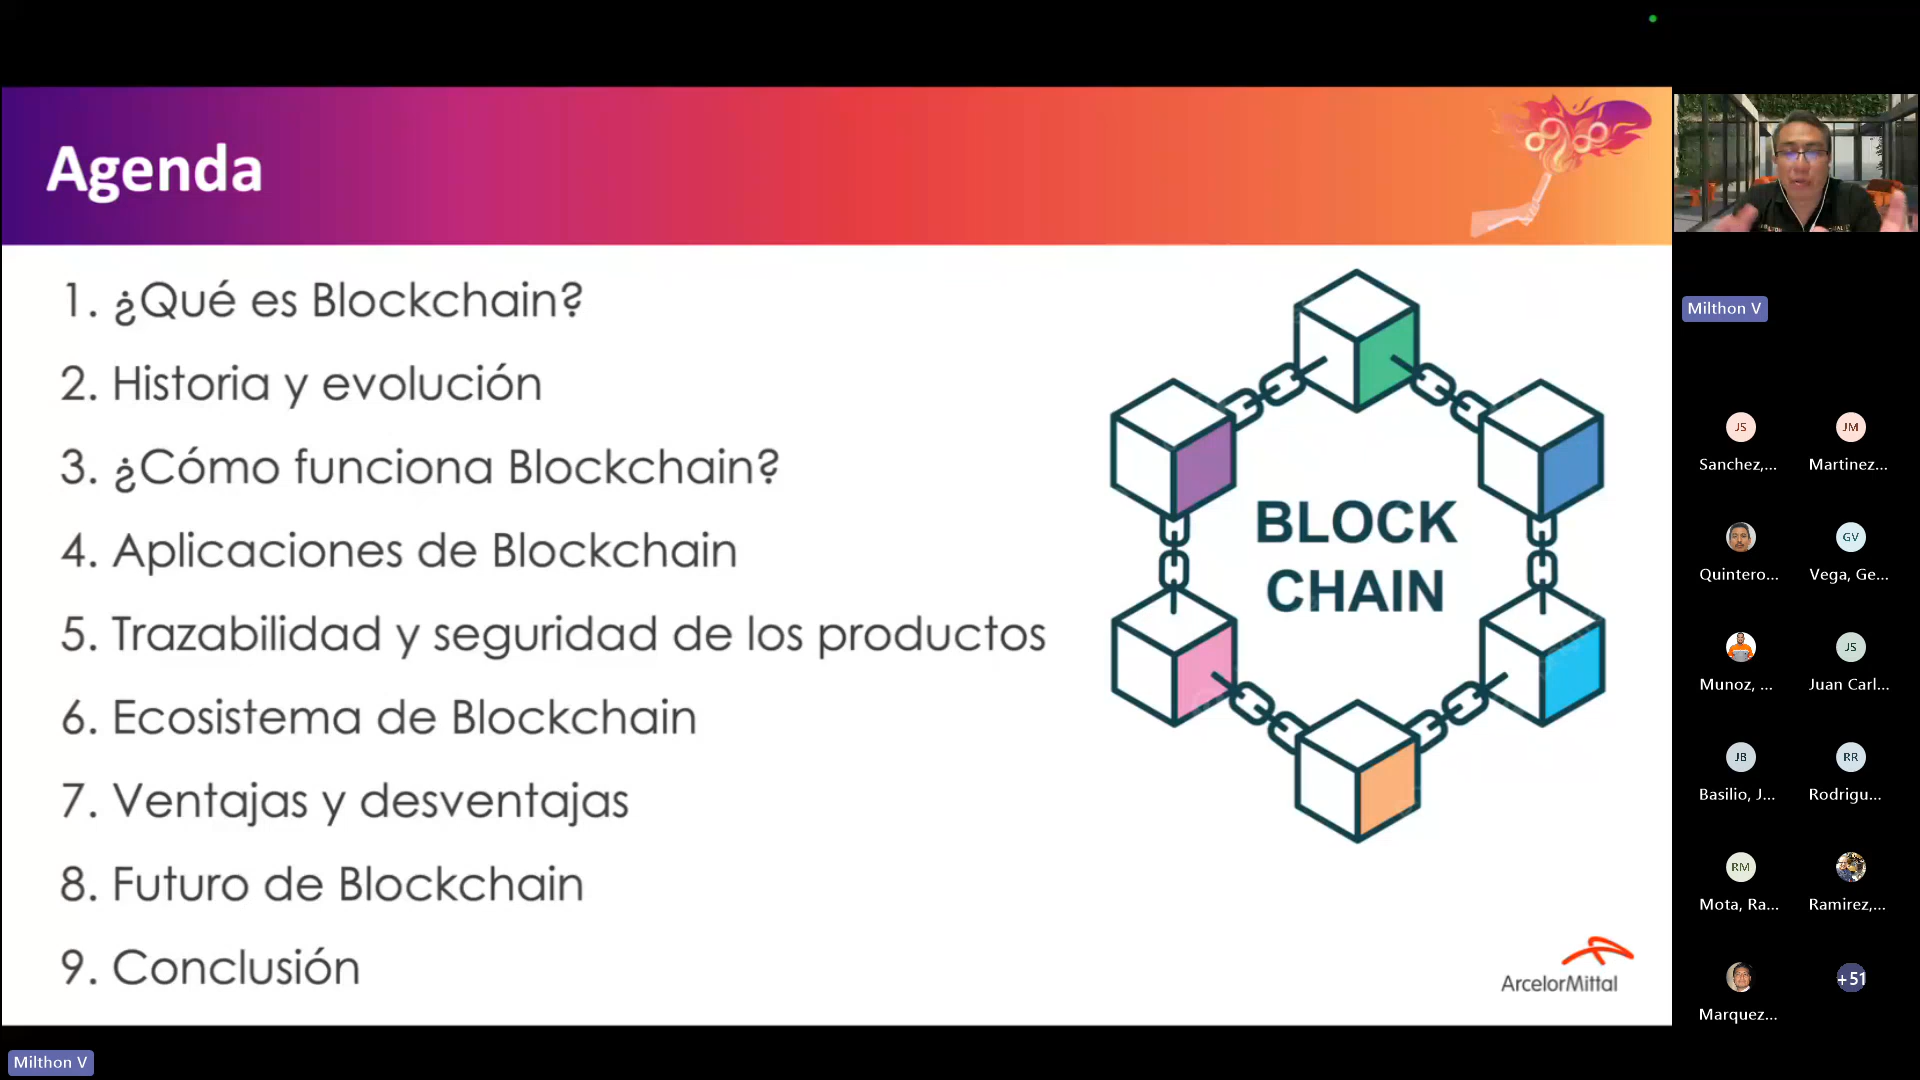 Agenda
1. ¿Qué es Blockchain?
2. Historia y evolución
3. ¿Cómo funciona Blockchain?
4. Aplicaciones de Blockchain
5. Trazabilidad y seguridad de los productos
6. Ecosistema de Blockchain
7. Ventajas y desventajas
8. Futuro de Blockchain
9. Conclusión
BLOCK
CHAIN
ArcelorMittal
Milthon V
Milthon V
JS
Sanchez,...
JM
Martinez...
Quintero...
GV
Vega, Ge...
Munoz, ...
JS
Juan Carl...
JB
Basilio, J...
RR
Rodrigu...
RM
Mota, Ra...
Ramirez,...
Marquez...
+51